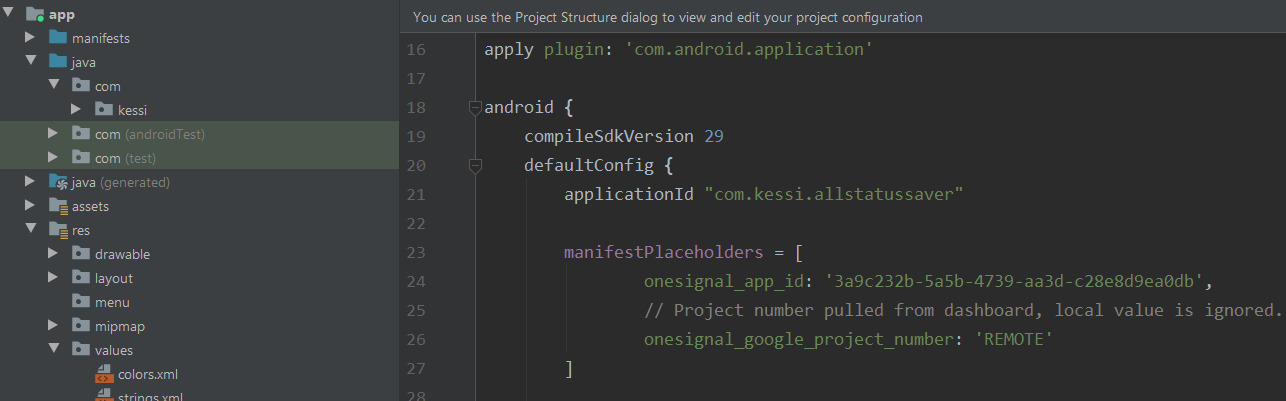 app
manifests
java
com
kessi
com (androidTest)
com (test)
java (generated)
assets
res
drawable
layout
menu
mipmap
values
colors.xml
strings.xml
You can use the Project Structure dialog to view and edit your project configuration
16 apply plugin: 'com.android.application'
17
18 android {
19 compileSdkVersion 29
20 defaultConfig {
21 applicationId "com.kessi.allstatussaver"
22
23 manifestPlaceholders = [
24 onesignal_app_id: '3a9c232b-5a5b-4739-aa3d-c28e8d9ea0db',
25 // Project number pulled from dashboard, local value is ignored.
26 onesignal_google_project_number: 'REMOTE'
27 ]
28